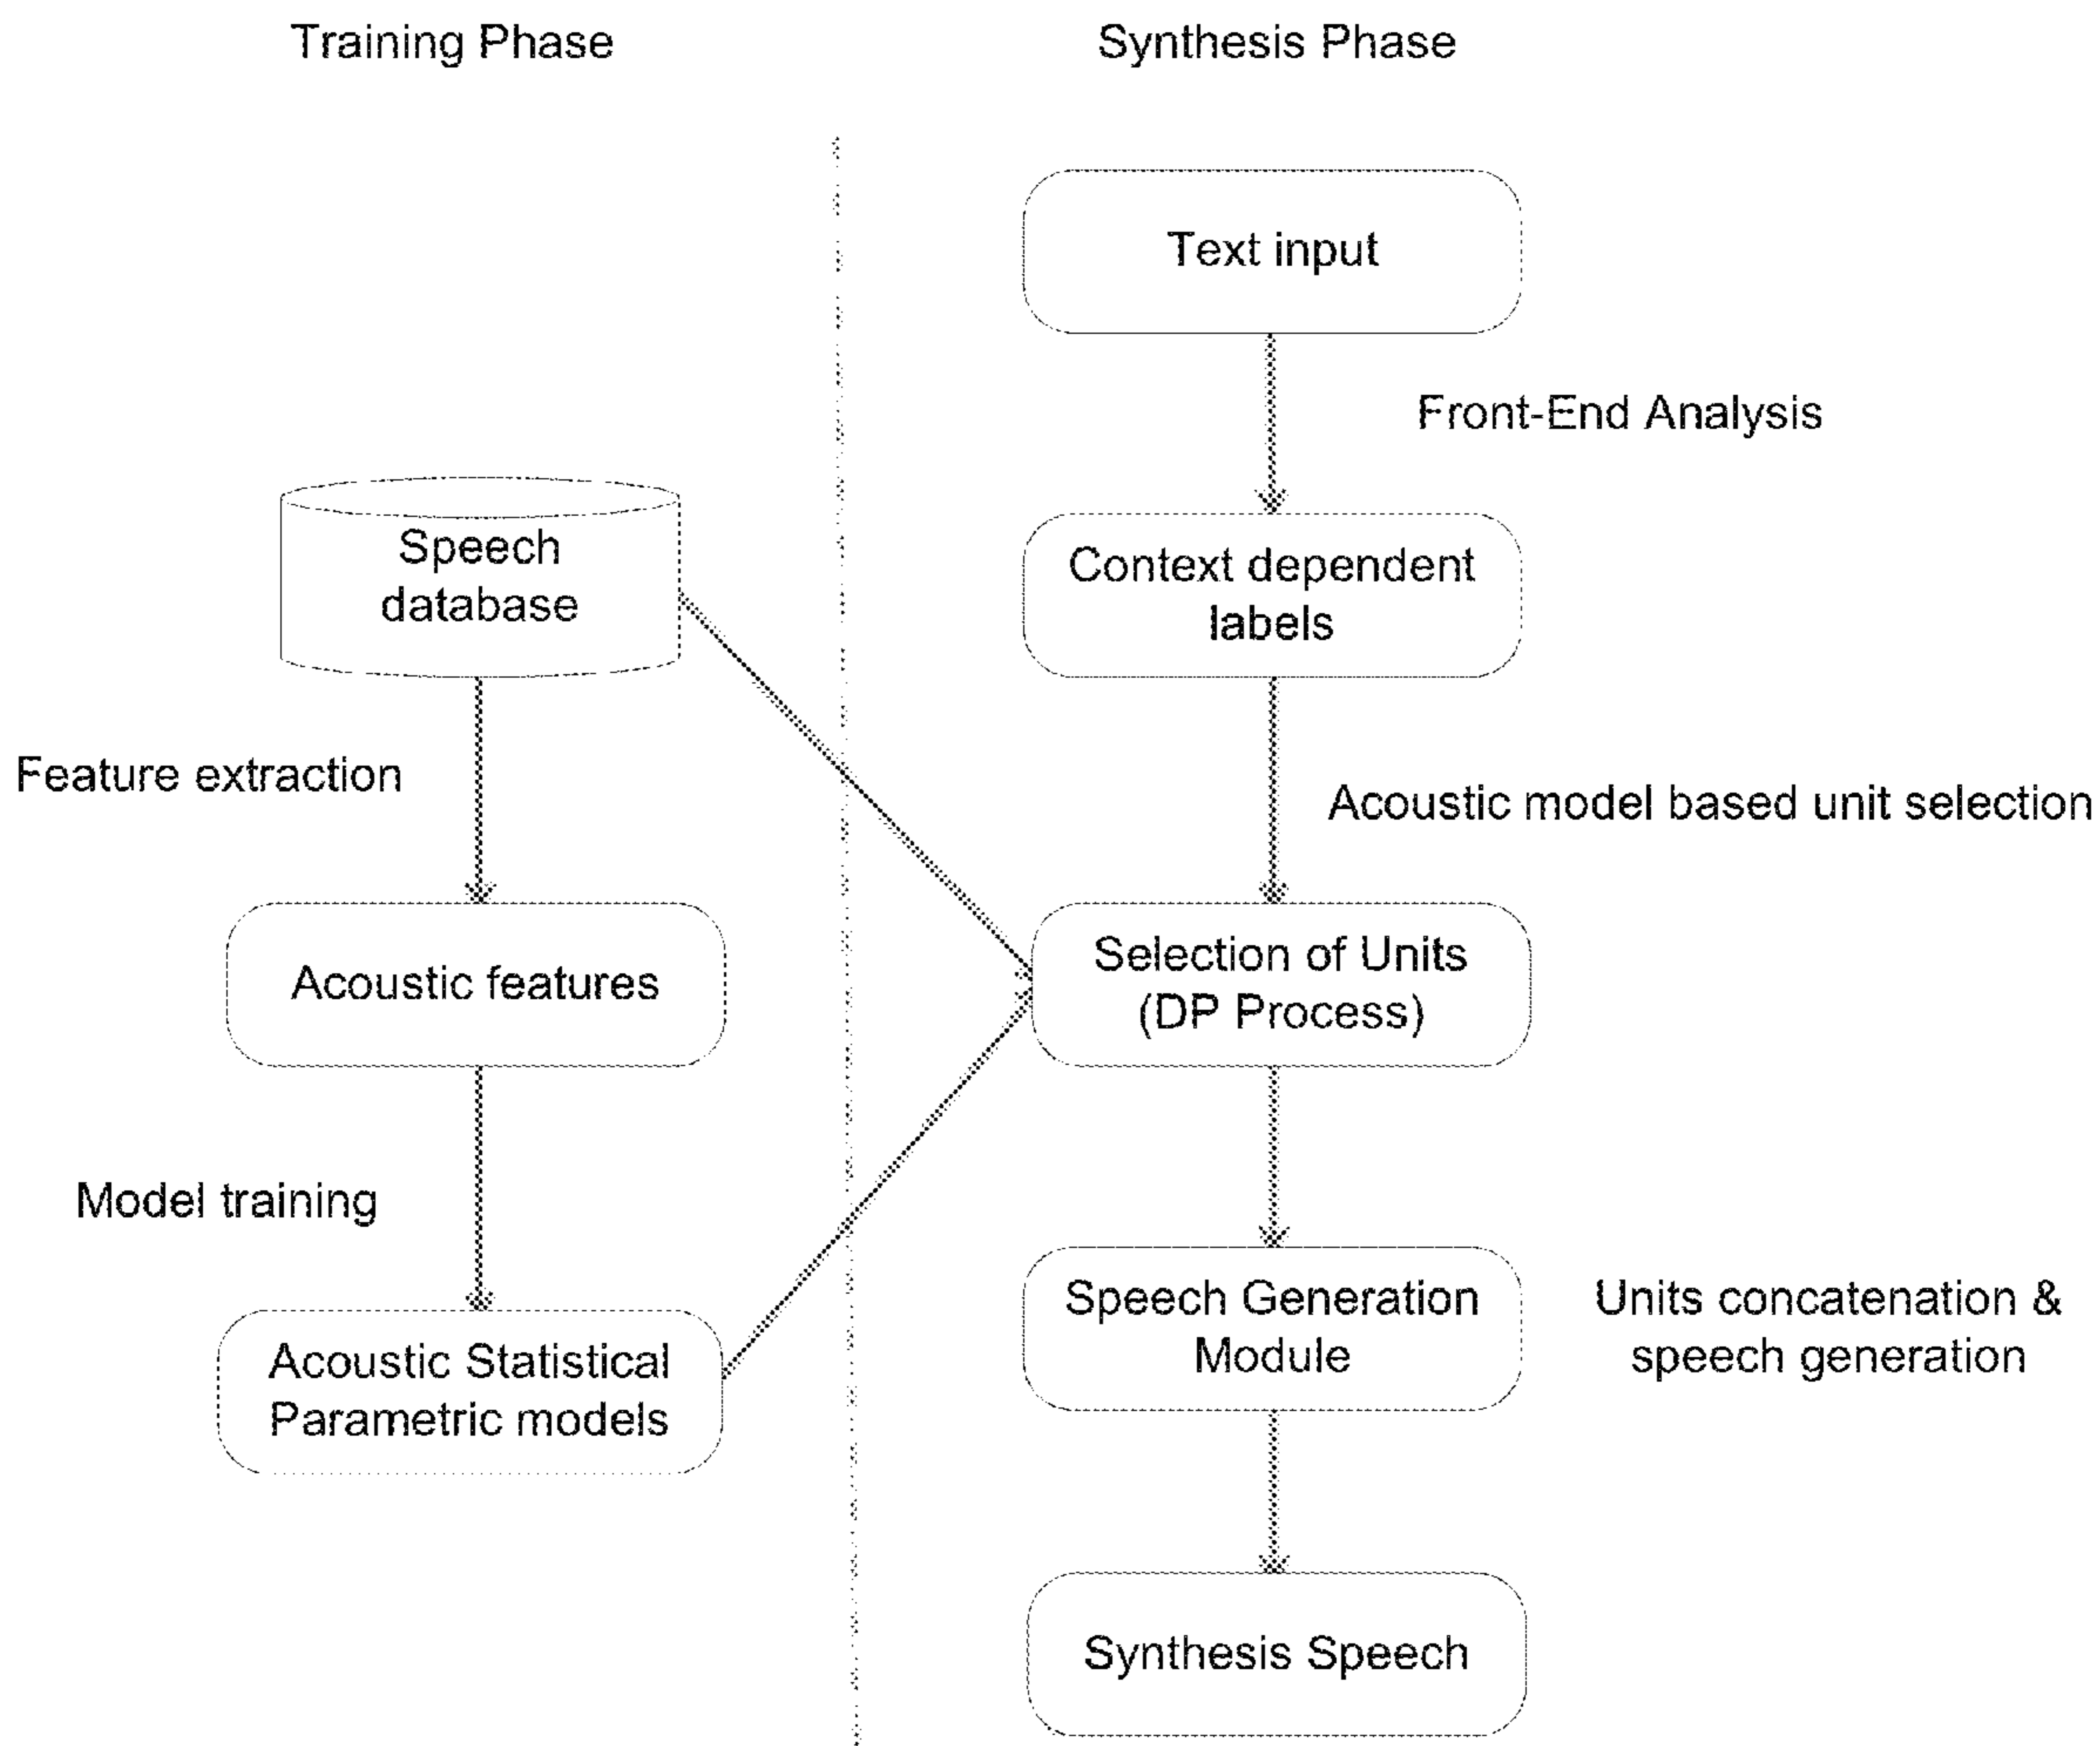 Training Phase
Synthesis Phase
Text input
Front-End Analysis
Speech
database
Context dependent
labels
Feature extraction
Acoustic model based unit selection
Acoustic features
Selection of Units
(DP Process)
Model training
Speech Generation
Module
Units concatenation &
speech generation
Acoustic Statistical
Parametric models
Synthesis Speech